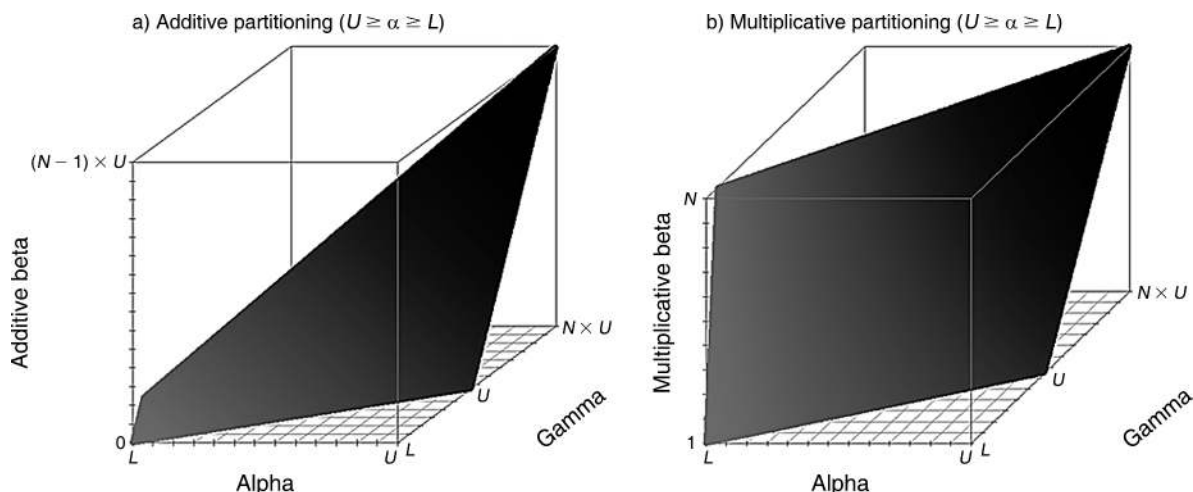 a) Additive partitioning (U ≥ α ≥ L)
(N − 1) × U
Additive beta
0
L
Alpha
U
L
U
N × U
Gamma
b) Multiplicative partitioning (U ≥ α ≥ L)
N
Multiplicative beta
1
L
Alpha
U
L
U
N × U
Gamma